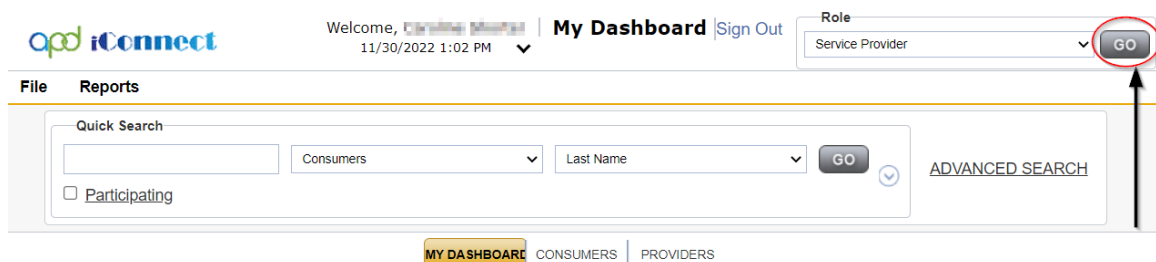 apd iConnect
Welcome,
11/30/2022 1:02 PM
My Dashboard
Sign Out
Role
Service Provider
GO
File Reports
Quick Search
Consumers
Last Name
GO
ADVANCED SEARCH
Participating
MY DASHBOARD
CONSUMERS
PROVIDERS